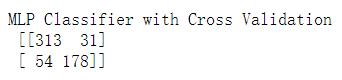 MLP Classifier with Cross Validation
[[313  31]
[ 54 178]]